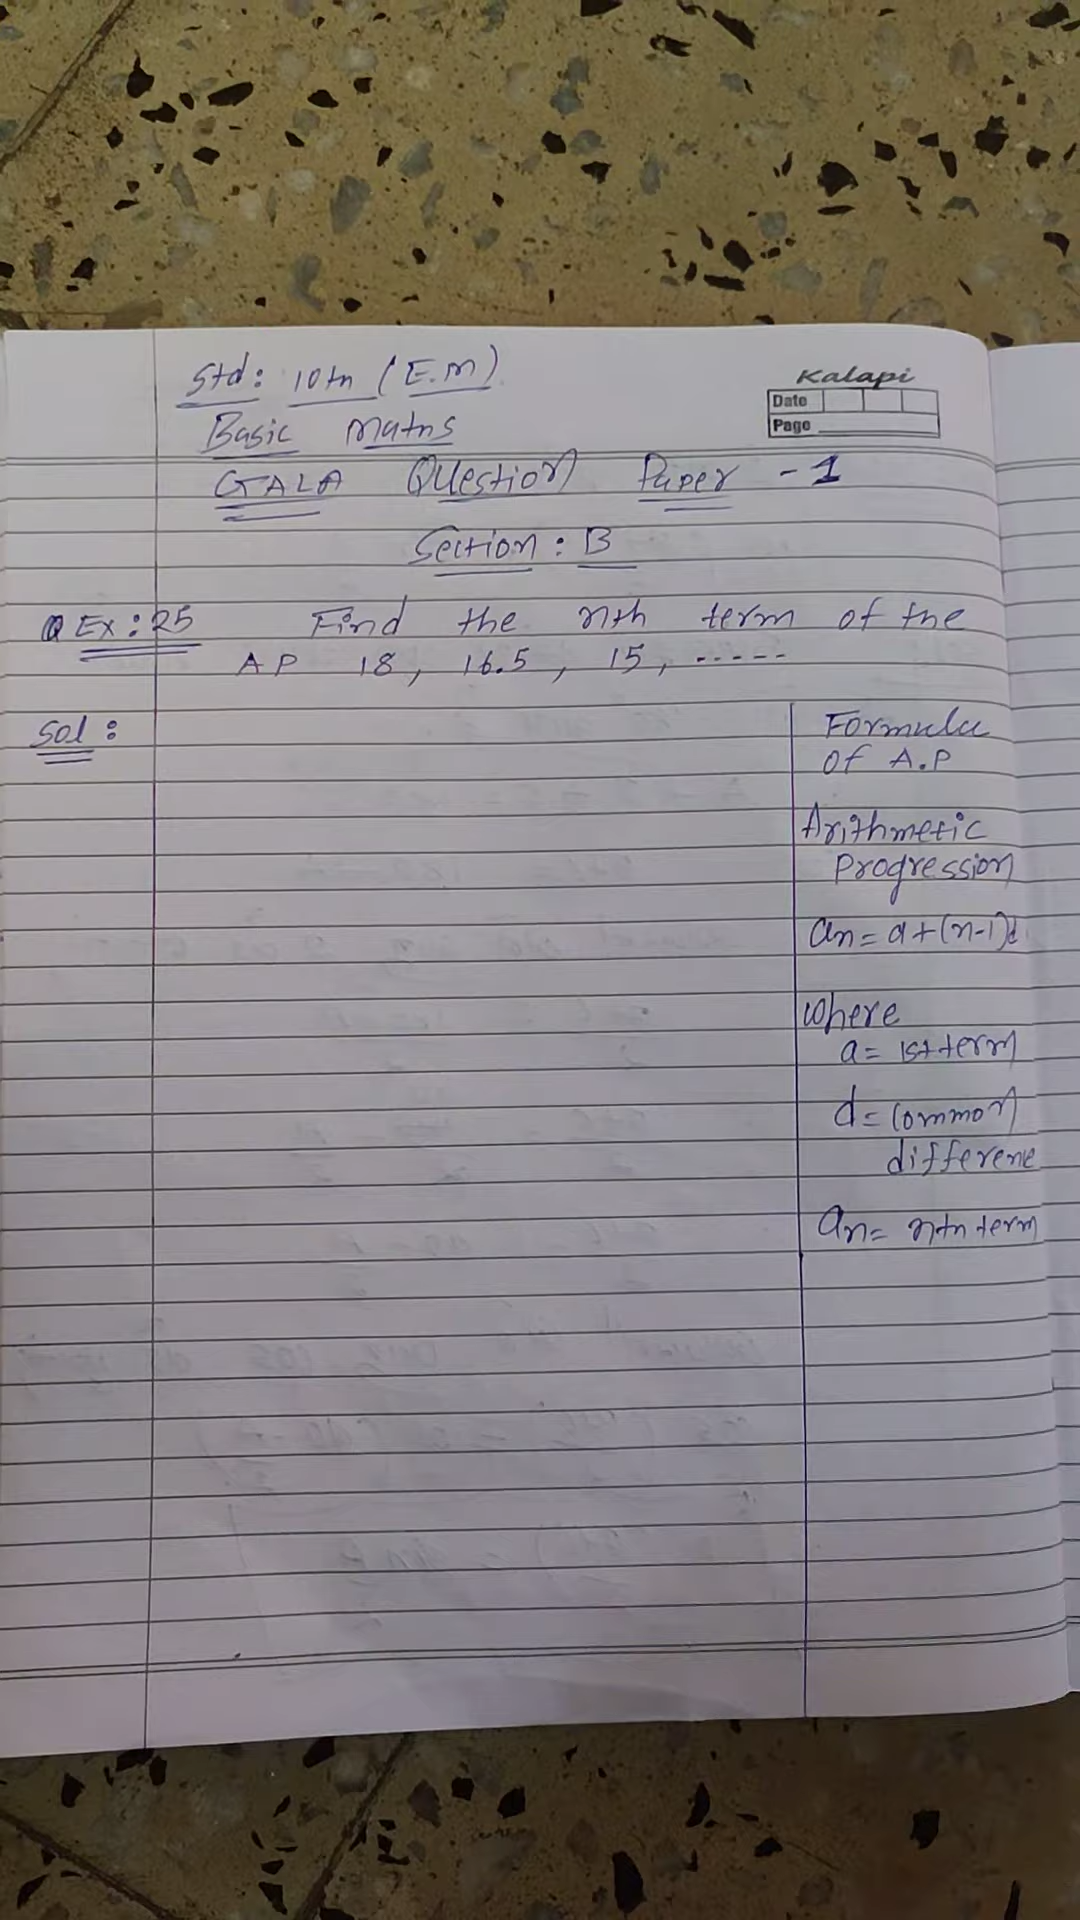 Std: 10th (E.M)
Basic Maths
Kalapi
Date
Page
GALA Question Paper - 1
Section : B
Q Ex : 25 Find the nth term of the
AP 18, 16.5, 15, -----
Sol :
Formula
of A.P
Arithmetic
Progression
an = a + (n-1)d
where
a = 1st term
d = common
differene
an = nth term